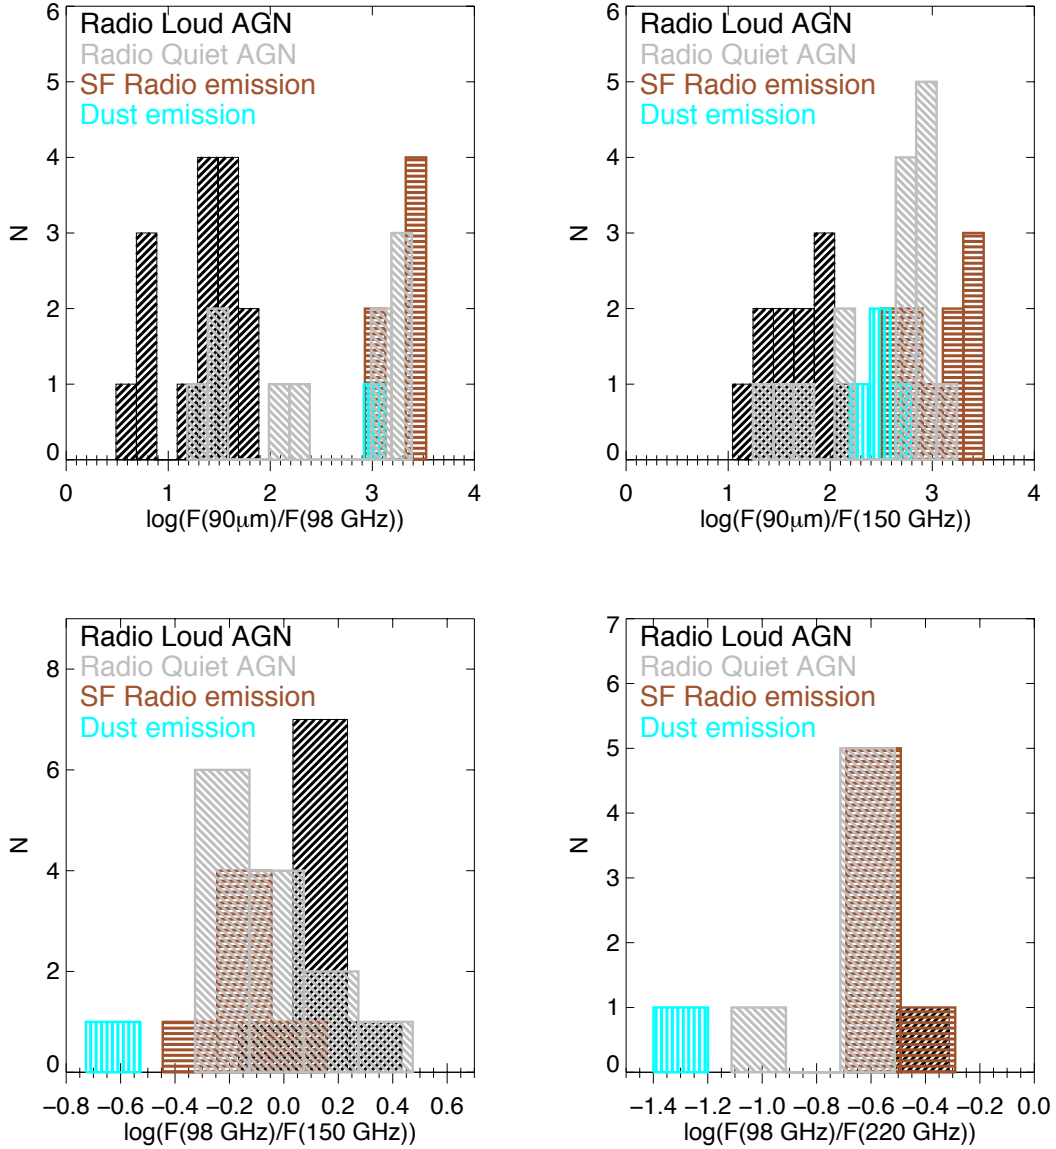 6
5
4
3
2
1
0
N
Radio Loud AGN
Radio Quiet AGN
SF Radio emission
Dust emission
0 1 2 3 4
log(F(90μm)/F(98 GHz))
6
5
4
3
2
1
0
N
Radio Loud AGN
Radio Quiet AGN
SF Radio emission
Dust emission
0 1 2 3 4
log(F(90μm)/F(150 GHz))
8
6
4
2
0
N
Radio Loud AGN
Radio Quiet AGN
SF Radio emission
Dust emission
−0.8 −0.6 −0.4 −0.2 0.0 0.2 0.4 0.6
log(F(98 GHz)/F(150 GHz))
7
6
5
4
3
2
1
0
N
Radio Loud AGN
Radio Quiet AGN
SF Radio emission
Dust emission
−1.4 −1.2 −1.0 −0.8 −0.6 −0.4 −0.2 0.0
log(F(98 GHz)/F(220 GHz))